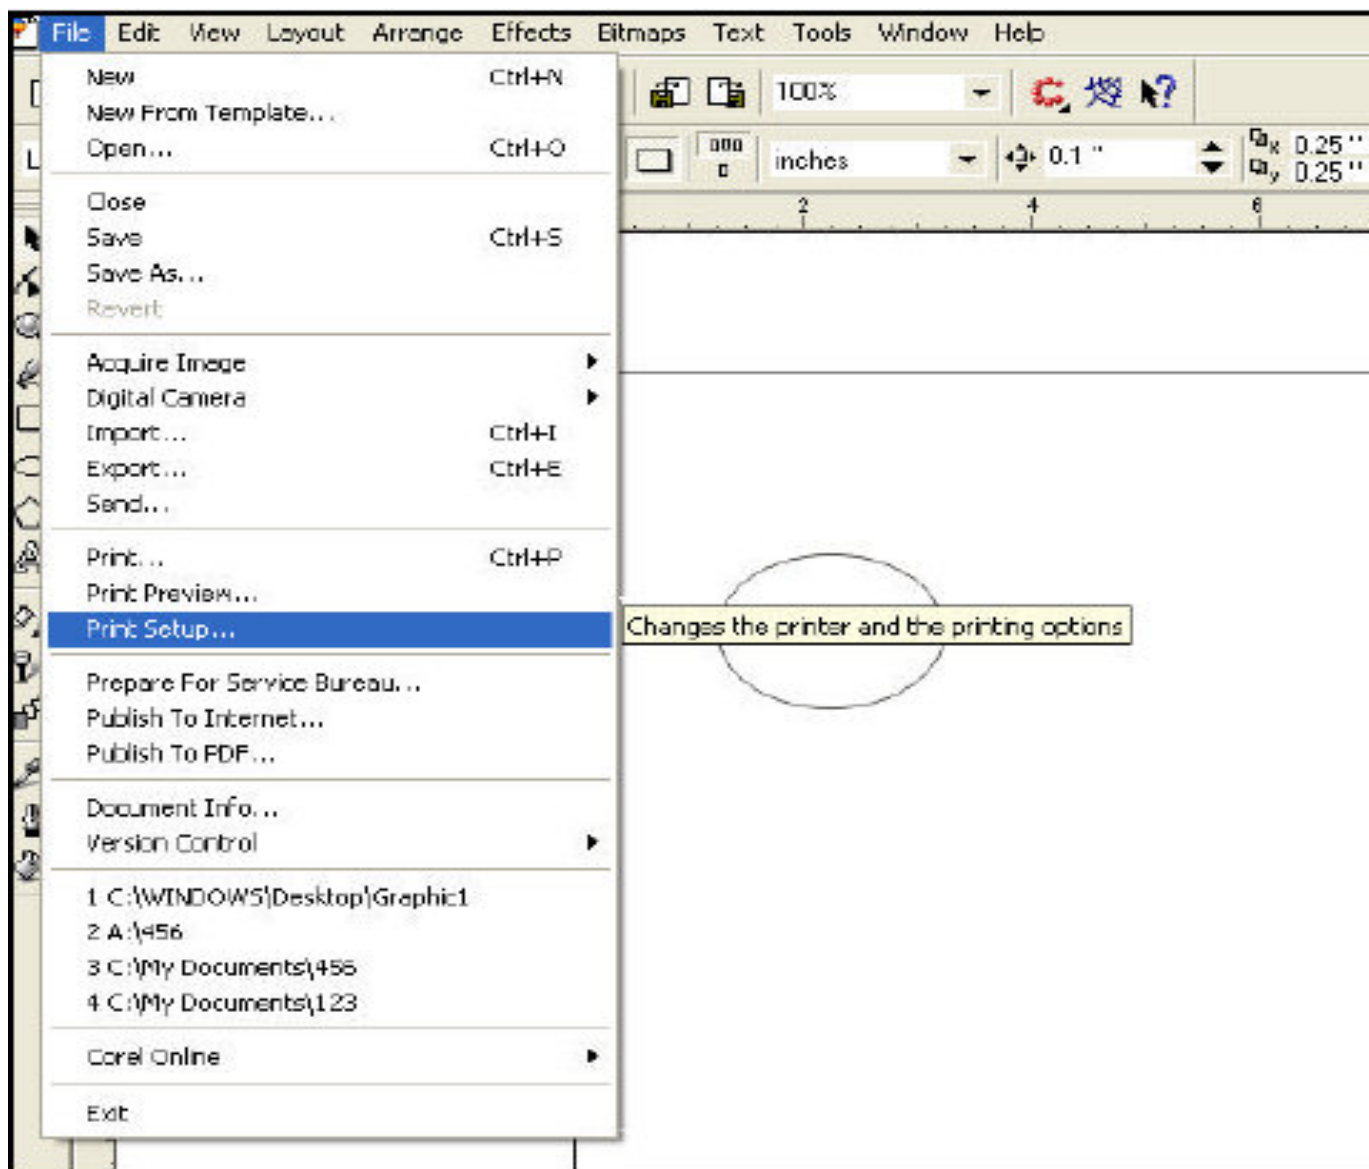 File Edit View Layout Arrange Effects Bitmaps Text Tools Window Help
New Ctrl+N
New From Template...
Open... Ctrl+O
Close
Save Ctrl+S
Save As...
Revert
Acquire Image
Digital Camera
Import... Ctrl+I
Export... Ctrl+E
Send...
Print... Ctrl+P
Print Preview...
Print Setup...
Prepare For Service Bureau...
Publish To Internet...
Publish To PDF...
Document Info...
Version Control
1 C:\WINDOWS\Desktop\Graphic1
2 A:\456
3 C:\My Documents\456
4 C:\My Documents\123
Corel Online
Exit
100%
inches 0.1 " x 0.25 "
y 0.25 "
2 4 6
Changes the printer and the printing options